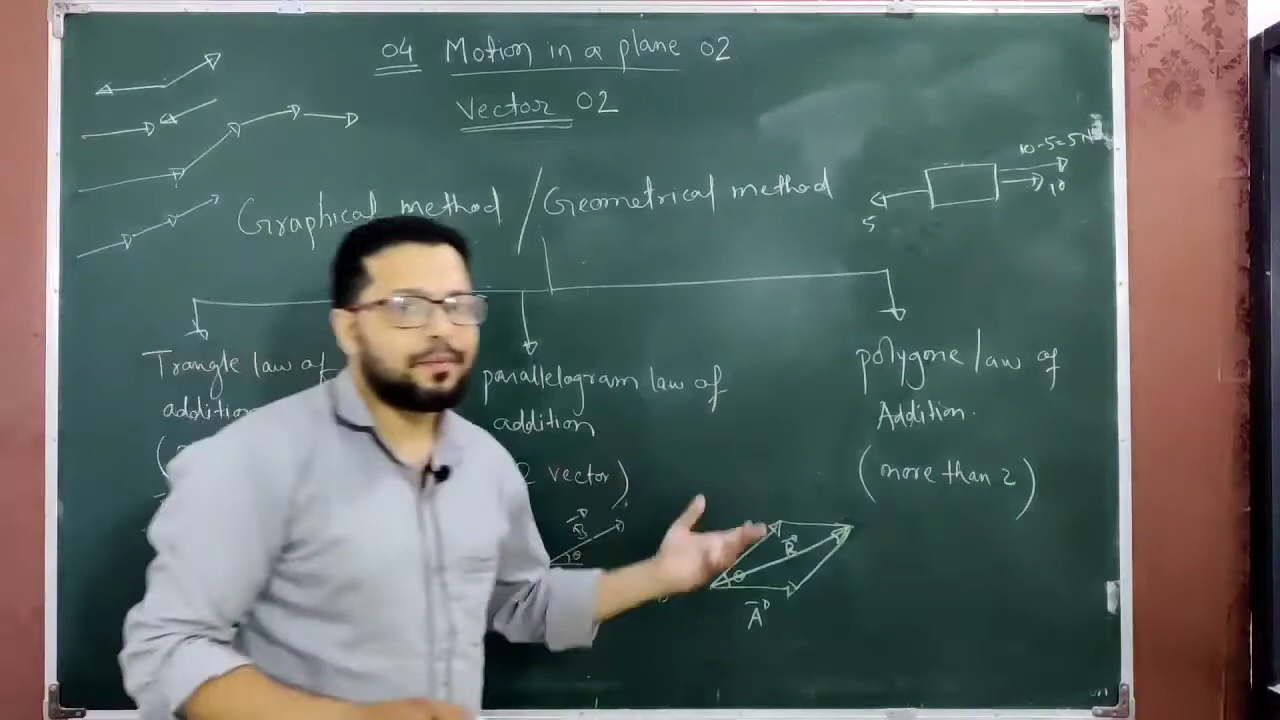 04 Motion in a plane 02
Vector 02
10-5=5N
10
5
Graphical method / Geometrical method
Trangle law of
addition
parallelogram law of
addition
2 vector)
polygone law of
Addition.
(more than 2)
B
θ
R
θ
A